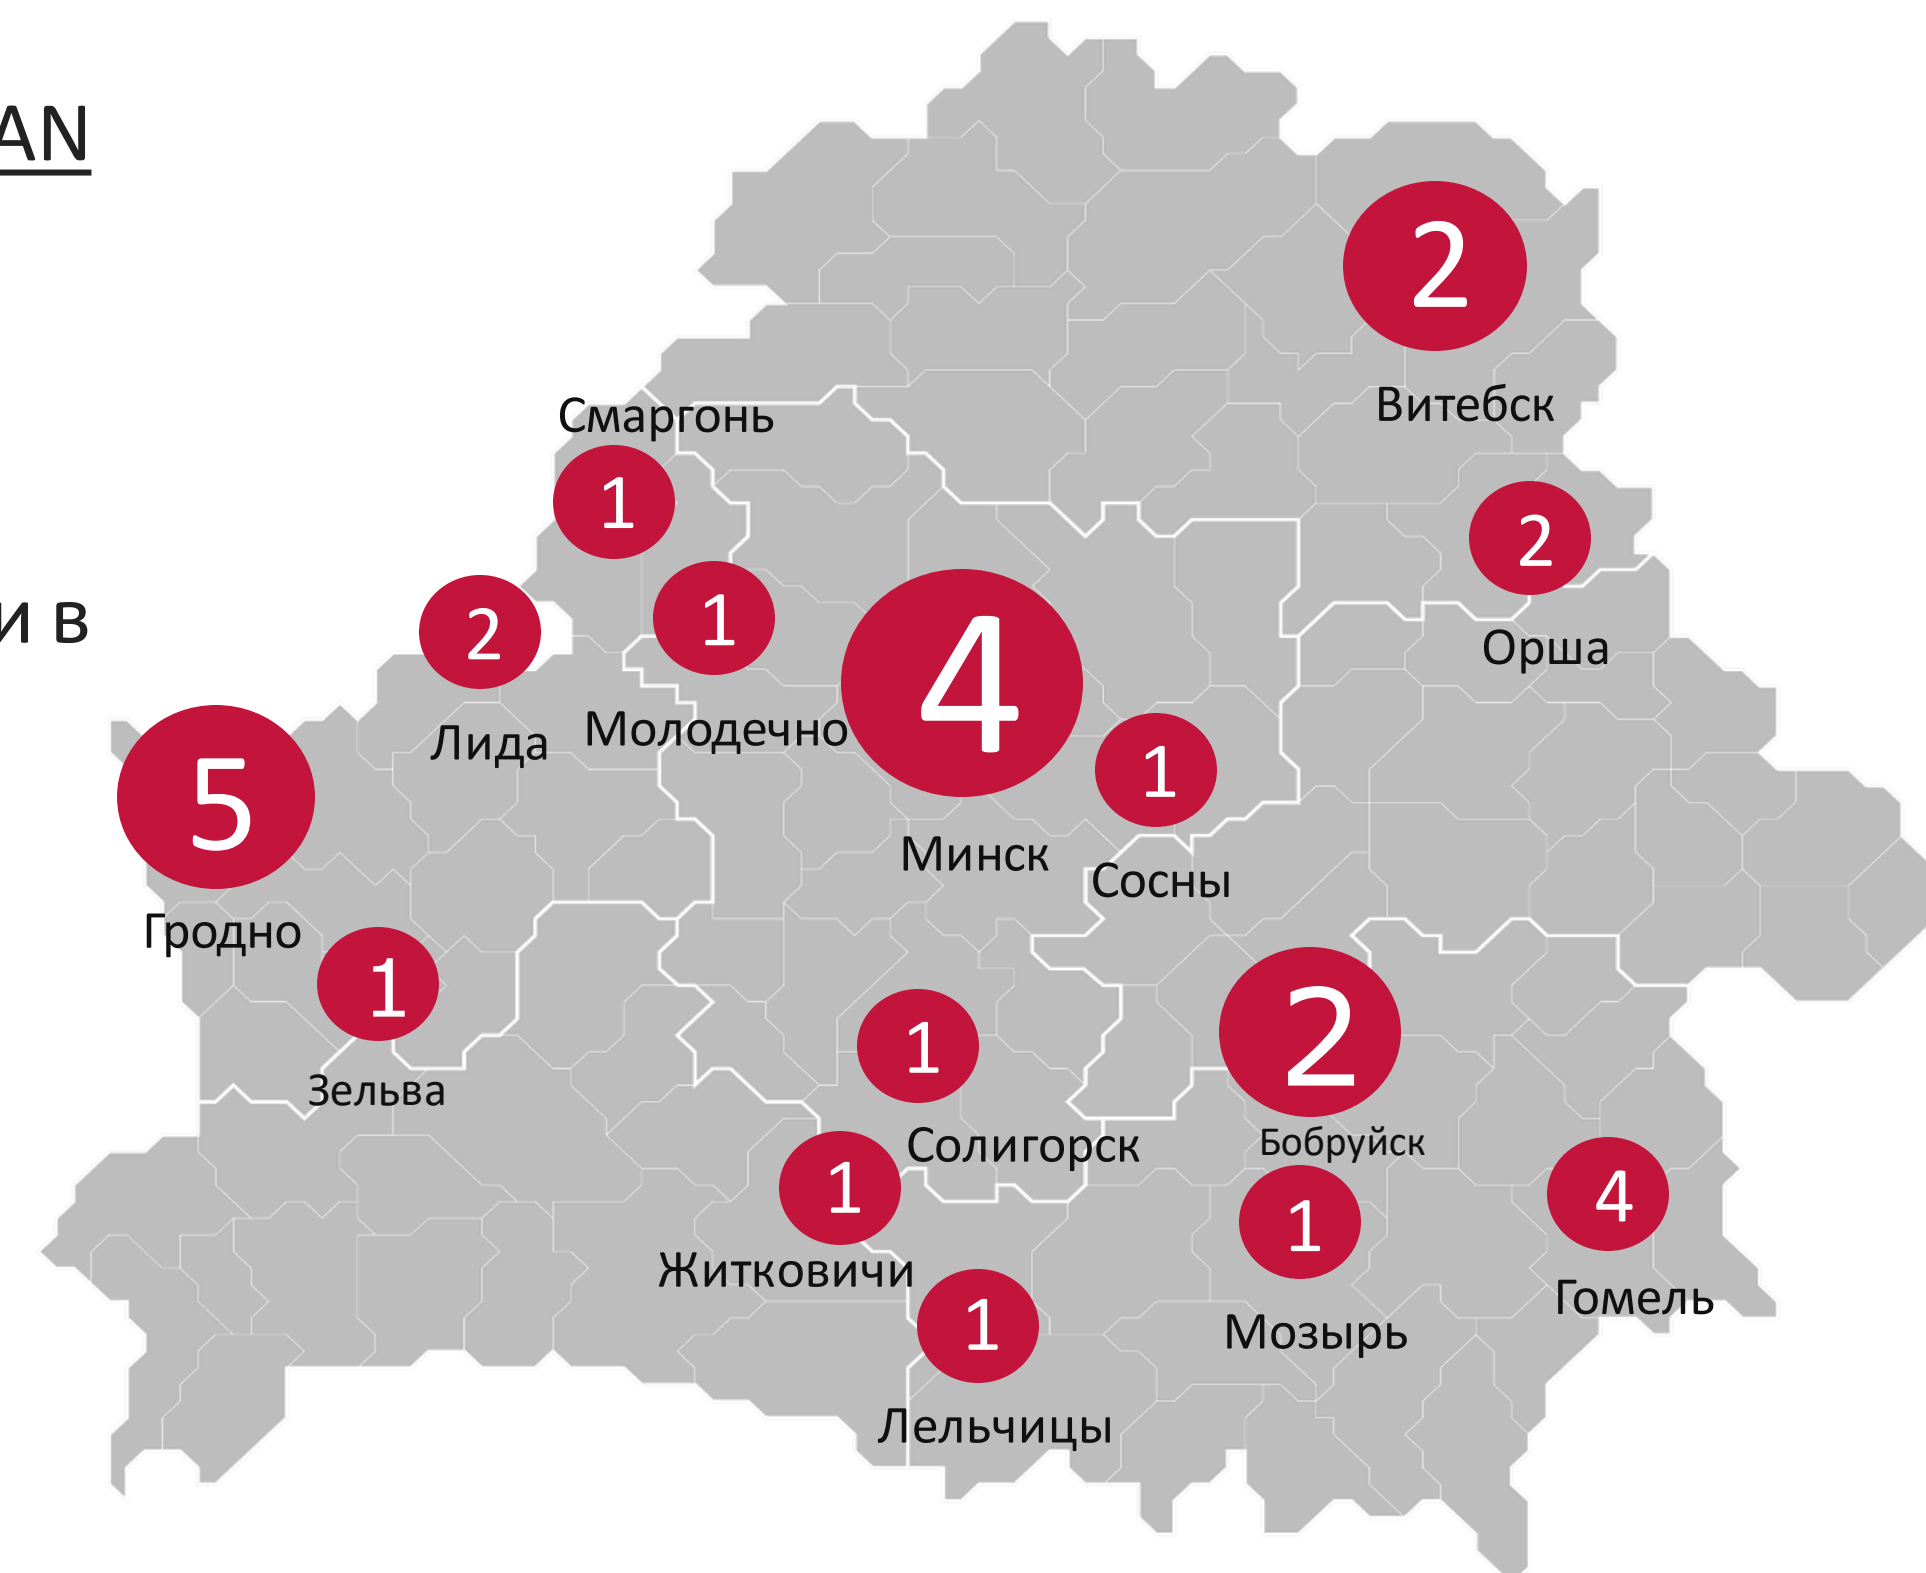 AN
2
Витебск
Смаргонь
1
2
Орша
и в
2
Лида
1
Молодечно
4
Минск
1
Сосны
5
Гродно
1
Зельва
1
Солигорск
2
Бобруйск
1
Житковичи
1
Мозырь
4
Гомель
1
Лельчицы